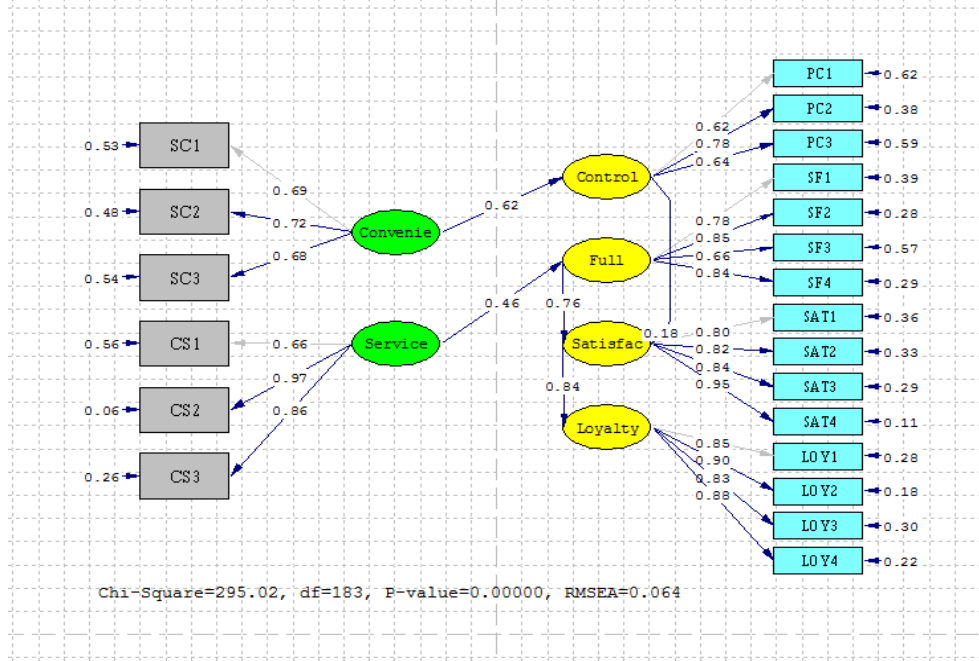 0.53 SC1
0.48 SC2
0.54 SC3
0.56 CS1
0.06 CS2
0.26 CS3
0.69
0.72
0.68
0.66
0.97
0.86
Convenie
Service
0.62
0.46
Control
Full
0.76
Satisfac
0.84
Loyalty
0.18
0.62
0.78
0.64
0.78
0.85
0.66
0.84
0.80
0.82
0.84
0.95
0.85
0.90
0.83
0.88
PC1 0.62
PC2 0.38
PC3 0.59
SF1 0.39
SF2 0.28
SF3 0.57
SF4 0.29
SAT1 0.36
SAT2 0.33
SAT3 0.29
SAT4 0.11
LOY1 0.28
LOY2 0.18
LOY3 0.30
LOY4 0.22
Chi-Square=295.02, df=183, P-value=0.00000, RMSEA=0.064